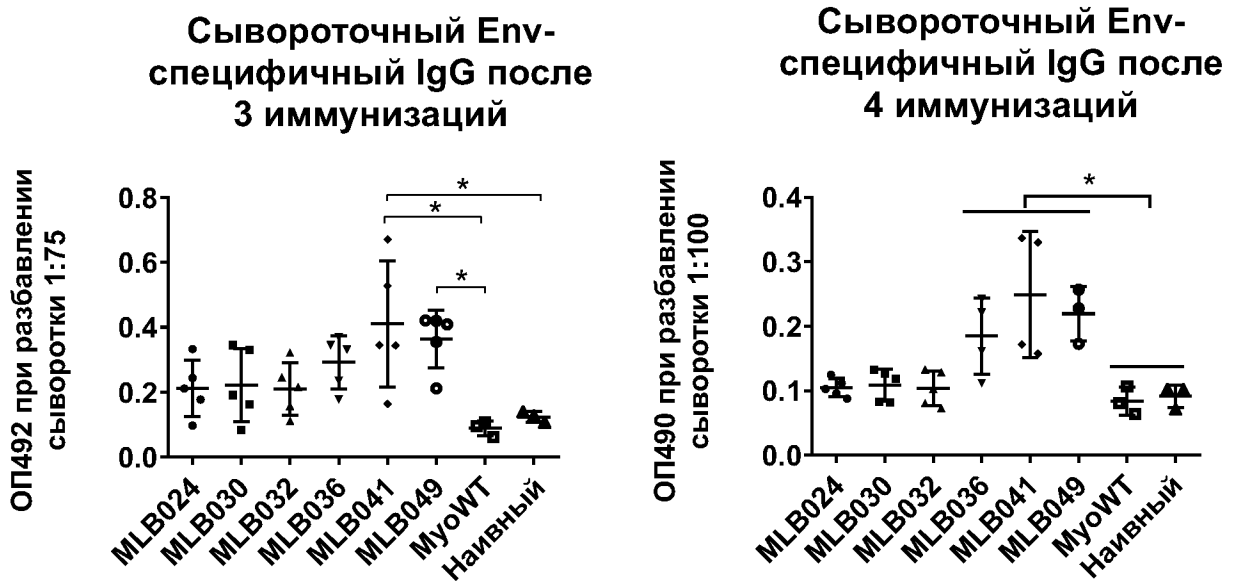 Сывороточный Env-
специфичный IgG после
3 иммунизаций
ОП492 при разбавлении
сыворотки 1:75
0.8
0.6
0.4
0.2
0.0
*
*
*
MLB024
MLB030
MLB032
MLB036
MLB041
MLB049
MyoWT
Наивный
Сывороточный Env-
специфичный IgG после
4 иммунизаций
ОП490 при разбавлении
сыворотки 1:100
0.4
0.3
0.2
0.1
0.0
*
MLB024
MLB030
MLB032
MLB036
MLB041
MLB049
MyoWT
Наивный